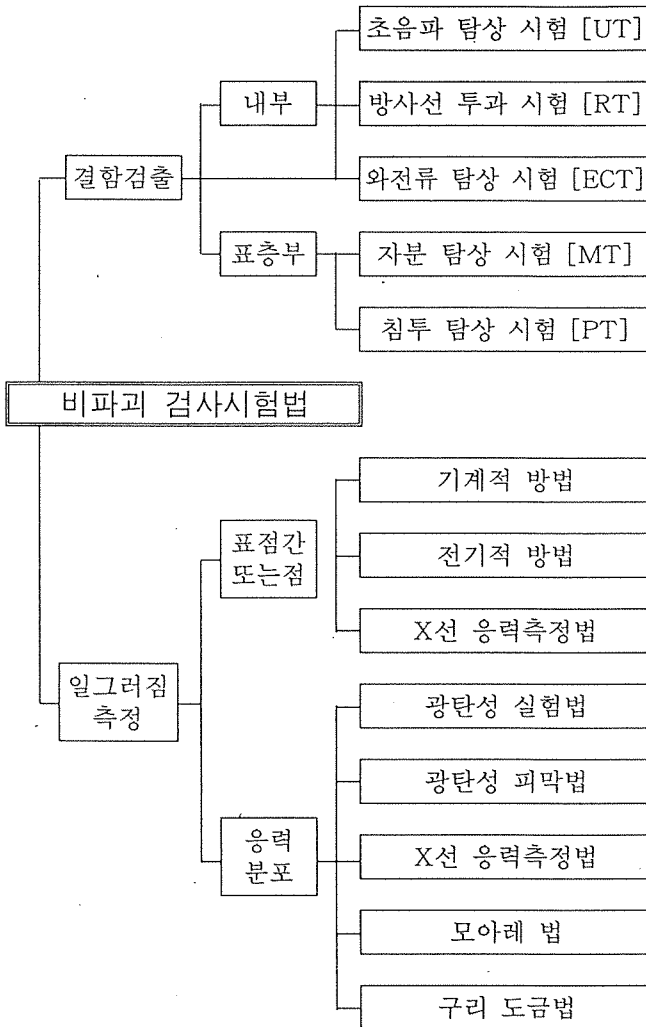 초음파 탐상 시험 [UT]
내부
방사선 투과 시험 [RT]
결함검출
와전류 탐상 시험 [ECT]
표층부
자분 탐상 시험 [MT]
침투 탐상 시험 [PT]
비파괴 검사시험법
기계적 방법
표점간
또는점
전기적 방법
X선 응력측정법
일그러짐
측정
광탄성 실험법
광탄성 피막법
응력
분포
X선 응력측정법
모아레 법
구리 도금법